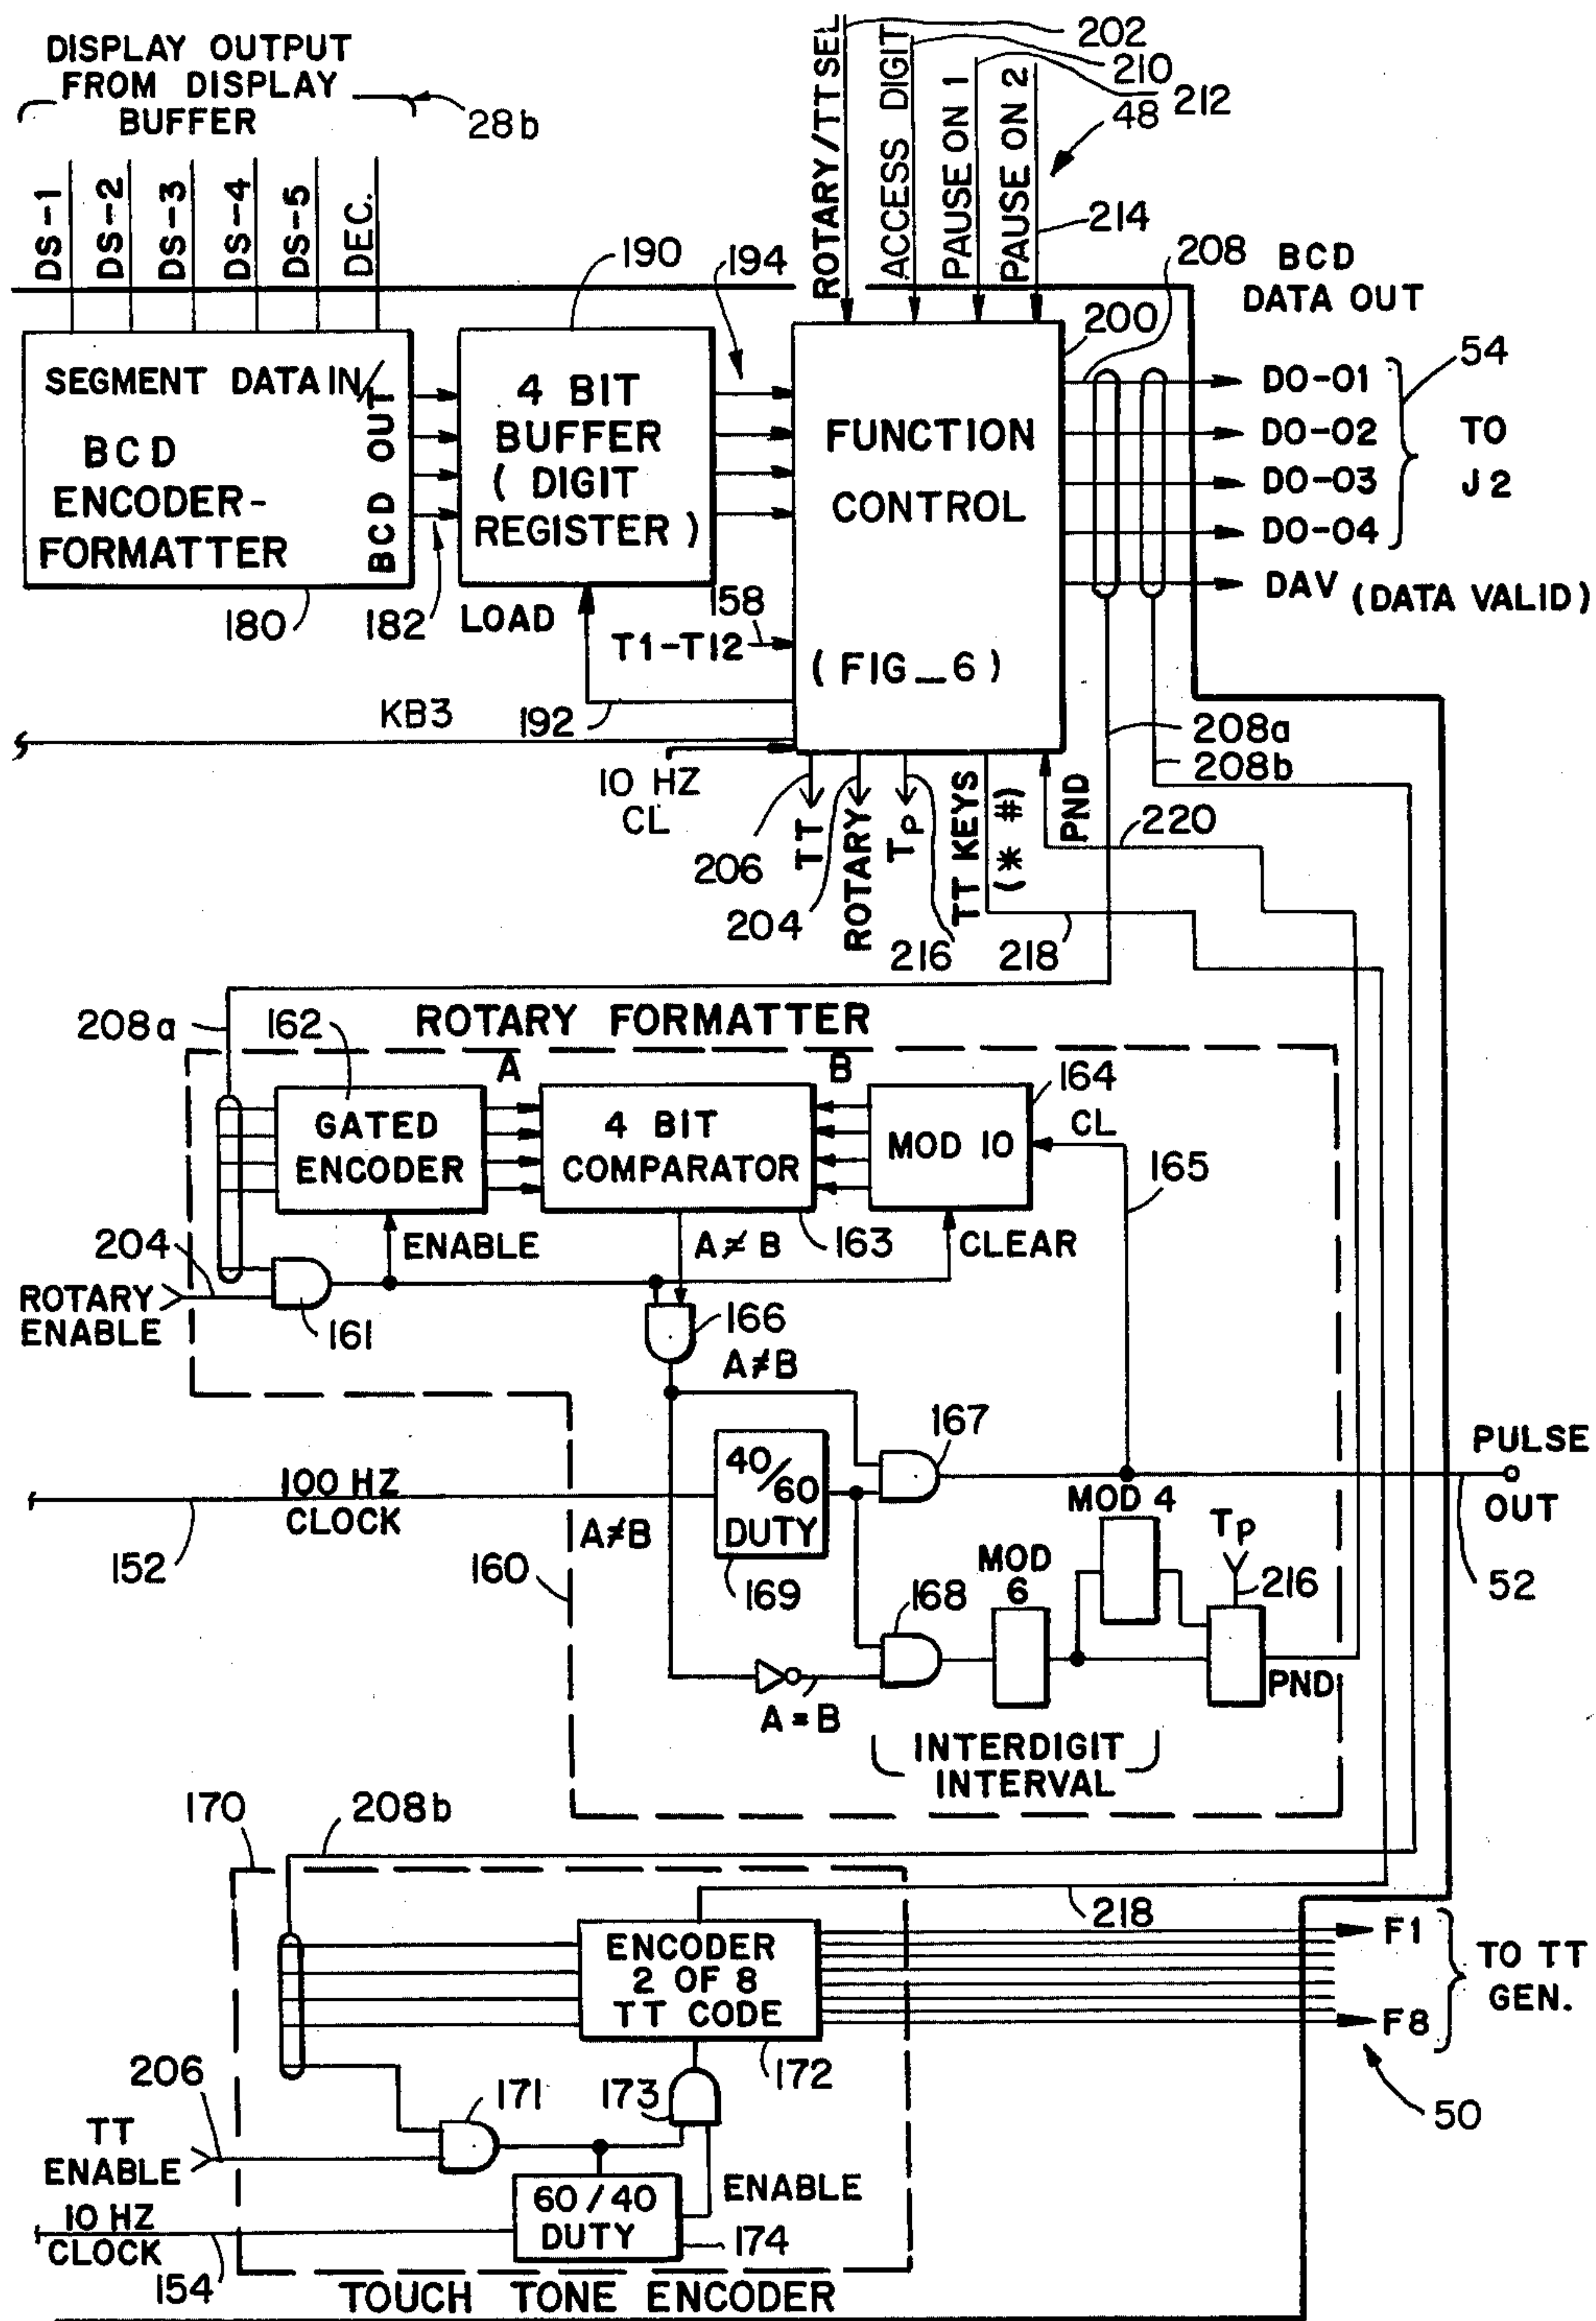 DISPLAY OUTPUT
FROM DISPLAY
BUFFER
28b
DS-1
DS-2
DS-3
DS-4
DS-5
DEC.
ROTARY/TT SEL
ACCESS DIGIT
PAUSE ON 1
PAUSE ON 2
202
210
212
48
214
190
194
208
BCD
DATA OUT
200
54
SEGMENT DATA IN
BCD
ENCODER-
FORMATTER
BCD OUT
4 BIT
BUFFER
( DIGIT
REGISTER )
FUNCTION
CONTROL
( FIG_6 )
DO-01
DO-02
DO-03
DO-04
TO
J2
DAV (DATA VALID)
180
182
LOAD
158
T1-T12
KB3
192
10 HZ
CL
208a
208b
206
TT
204
ROTARY
Tp
216
TT KEYS
(* #)
PND
220
218
208a
162
ROTARY FORMATTER
A
B
164
GATED
ENCODER
4 BIT
COMPARATOR
MOD 10
CL
165
204
ENABLE
A≠B
163
CLEAR
ROTARY
ENABLE
161
166
A≠B
167
PULSE
OUT
100 HZ
CLOCK
A≠B
40/60
DUTY
MOD 4
Tp
152
160
169
168
MOD
6
216
52
A=B
PND
INTERDIGIT
INTERVAL
170
208b
218
ENCODER
2 OF 8
TT CODE
F1
F8
TO TT
GEN.
172
50
206
171
173
TT
ENABLE
ENABLE
60/40
DUTY
10 HZ
CLOCK
174
154
TOUCH TONE ENCODER